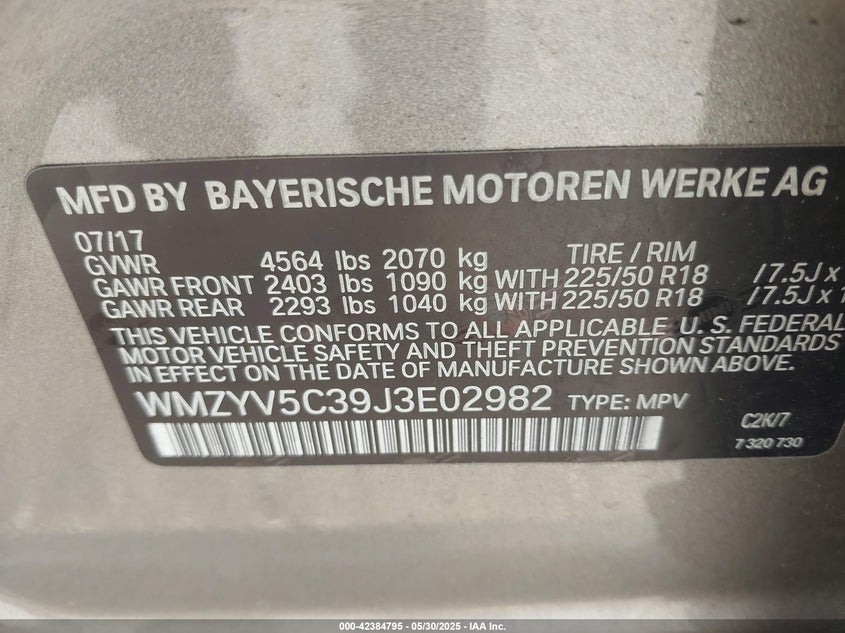 MFD BY BAYERISCHE MOTOREN WERKE AG
07/17
GVWR 4564 lbs 2070 kg TIRE / RIM
GAWR FRONT 2403 lbs 1090 kg WITH 225/50 R18 / 7.5J x
GAWR REAR 2293 lbs 1040 kg WITH 225/50 R18 / 7.5J x 1
THIS VEHICLE CONFORMS TO ALL APPLICABLE U. S. FEDERAL
MOTOR VEHICLE SAFETY AND THEFT PREVENTION STANDARDS
IN EFFECT ON THE DATE OF MANUFACTURE SHOWN ABOVE.
WMZYV5C39J3E02982 TYPE: MPV
C2K/7
7 320 730
000-42384795 - 05/30/2025 - IAA Inc.